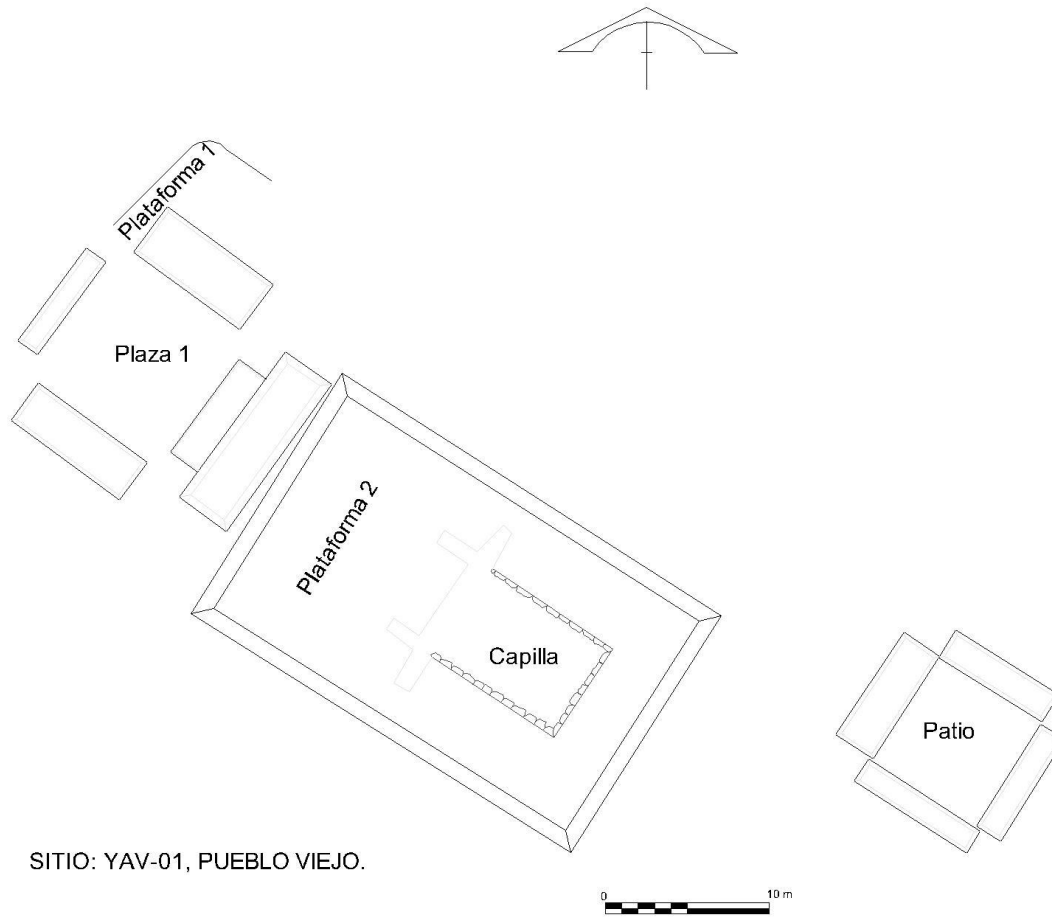 Plataforma 1
Plaza 1
Plataforma 2
Capilla
Patio
SITIO: YAV-01, PUEBLO VIEJO.
0 10 m